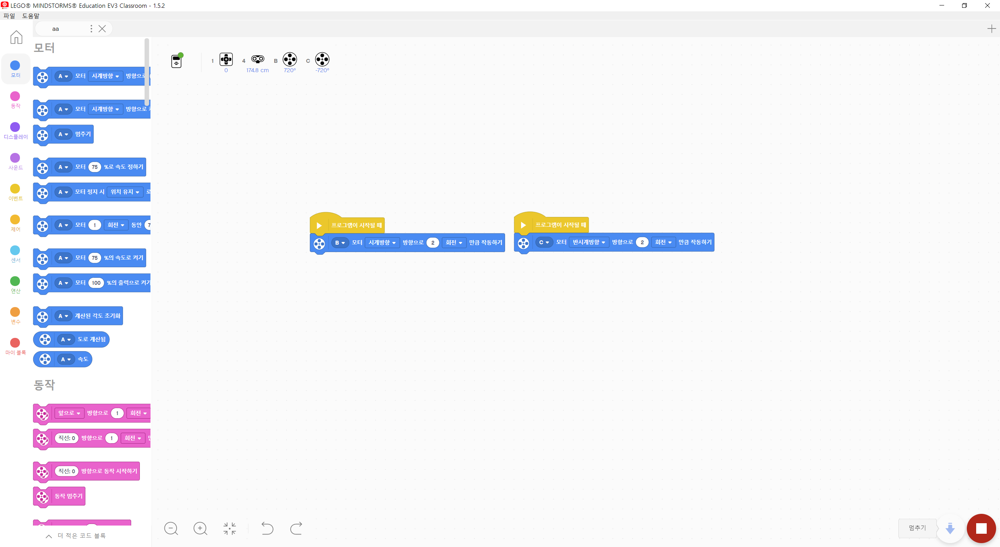 LEGO® MINDSTORMS® Education EV3 Classroom - 1.5.2
파일 도움말
aa
모터
동작
디스플레이
사운드
이벤트
제어
센서
연산
변수
마이 블록
모터
A 모터 시계방향 방향으로
A 모터 시계방향 방향으로
A 멈추기
A 모터 75 %로 속도 정하기
A 모터 정지 시 위치 유지 로
A 모터 1 회전 동안 7
A 모터 75 %의 속도로 켜기
A 모터 100 %의 출력으로 켜기
A 계산된 각도 초기화
A 도로 계산됨
A 속도
동작
앞으로 방향으로 1 회전
직선: 0 방향으로 1 회전
직선: 0 방향으로 동작 시작하기
동작 멈추기
더 적은 코드 블록
1 4 B C
0 174.8 cm 720° -720°
프로그램이 시작될 때
B 모터 시계방향 방향으로 2 회전 만큼 작동하기
프로그램이 시작될 때
C 모터 반시계방향 방향으로 2 회전 만큼 작동하기
멈추기